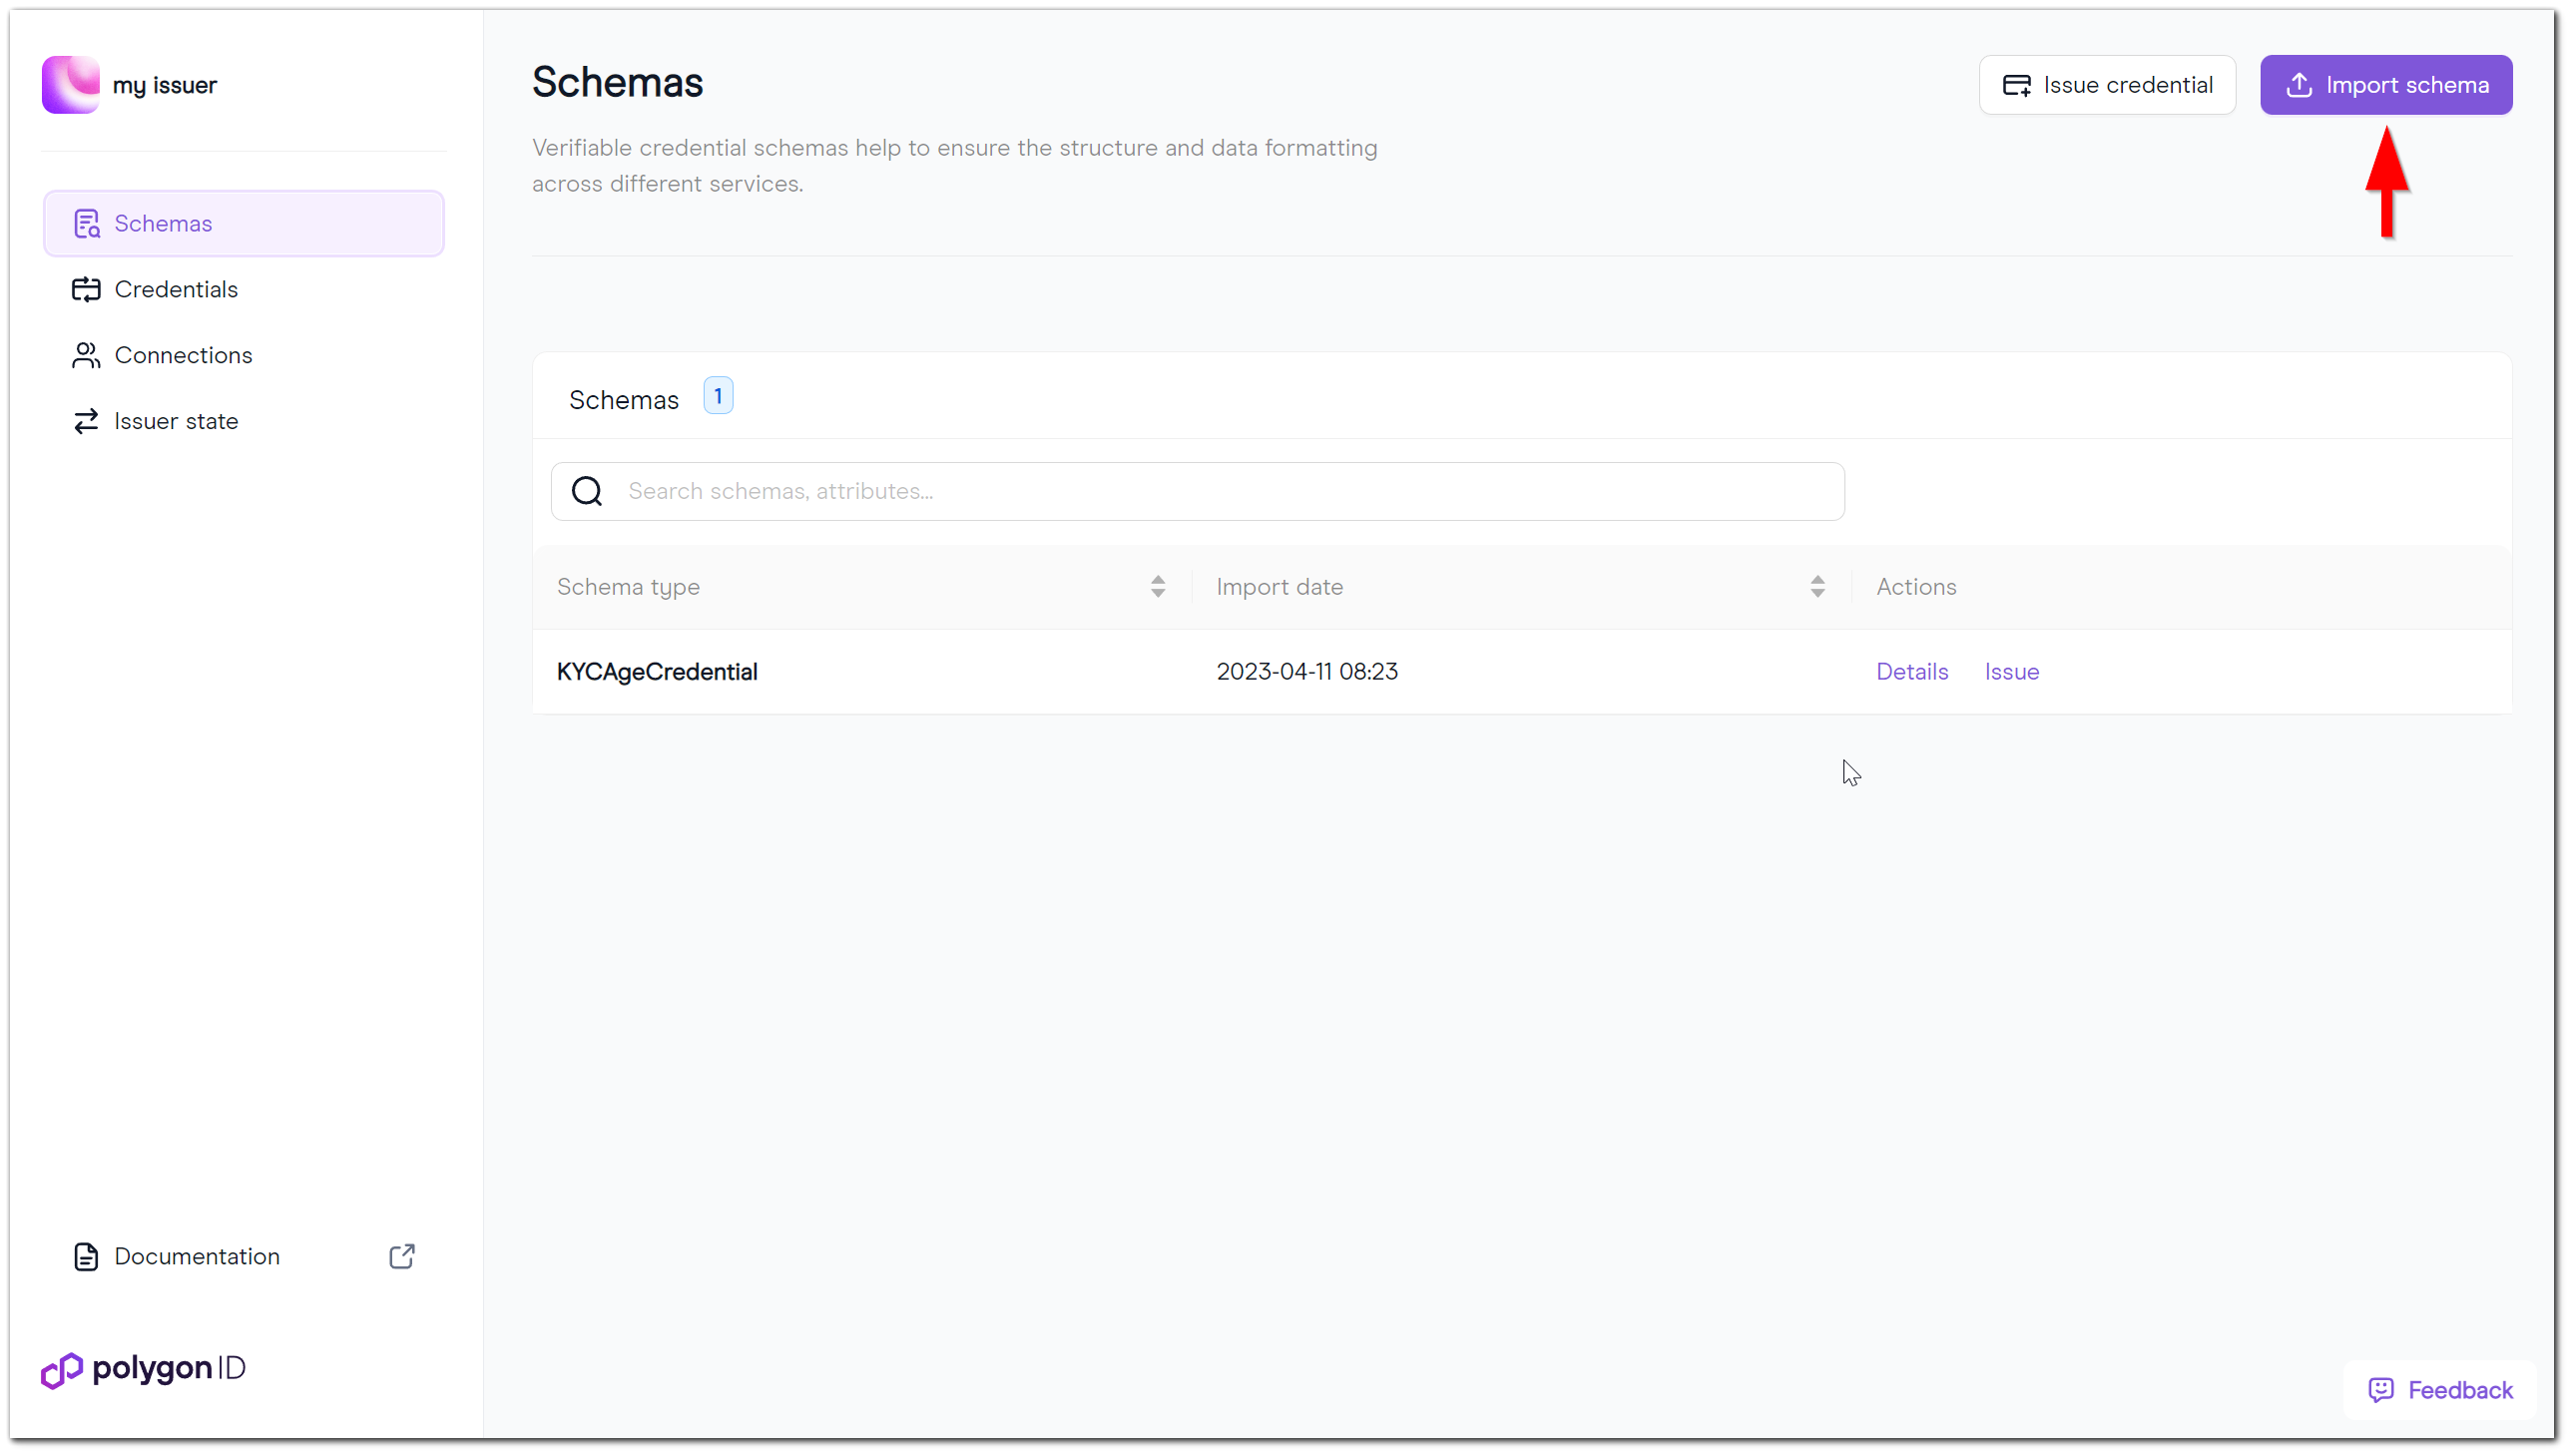 my issuer
Schemas
Credentials
Connections
Issuer state
Documentation
polygon ID
Schemas
Issue credential
Import schema
Verifiable credential schemas help to ensure the structure and data formatting
across different services.
Schemas 1
Search schemas, attributes...
Schema type Import date Actions
KYCAgeCredential 2023-04-11 08:23 Details Issue
Feedback